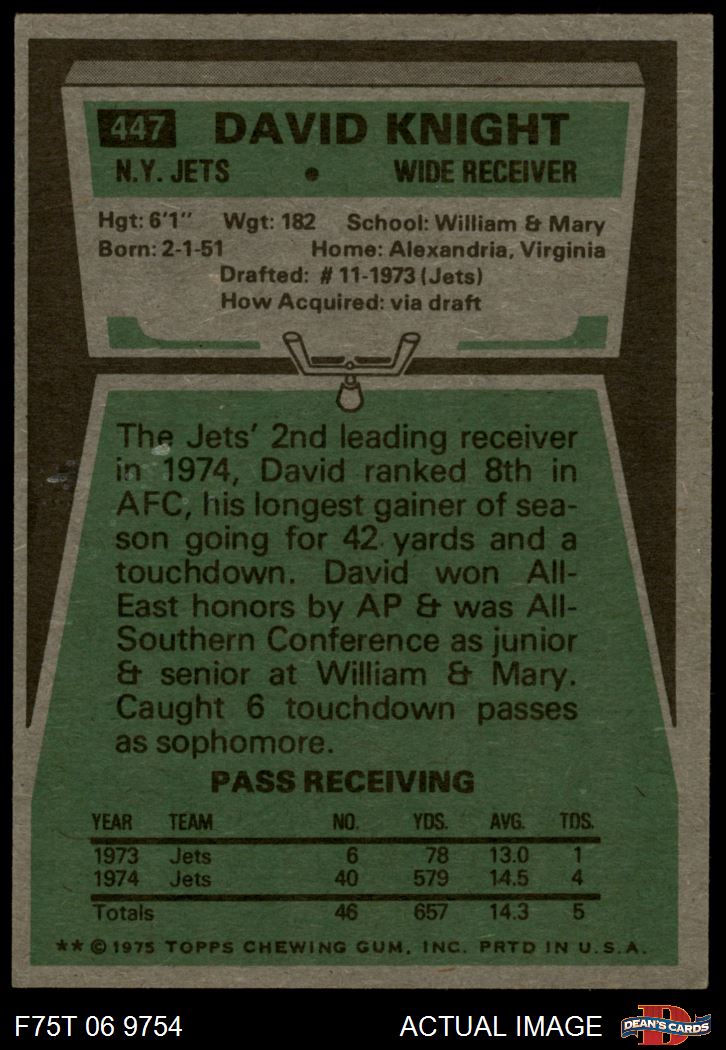 447 DAVID KNIGHT
N.Y. JETS • WIDE RECEIVER
Hgt: 6'1" Wgt: 182 School: William & Mary
Born: 2-1-51 Home: Alexandria, Virginia
Drafted: # 11-1973 (Jets)
How Acquired: via draft
The Jets' 2nd leading receiver
in 1974, David ranked 8th in
AFC, his longest gainer of sea-
son going for 42 yards and a
touchdown. David won All-
East honors by AP & was All-
Southern Conference as junior
& senior at William & Mary.
Caught 6 touchdown passes
as sophomore.
PASS RECEIVING
YEAR TEAM NO. YDS. AVG. TDS.
1973 Jets 6 78 13.0 1
1974 Jets 40 579 14.5 4
Totals 46 657 14.3 5
** © 1975 TOPPS CHEWING GUM, INC. PRTD IN U.S.A.
F75T 06 9754 ACTUAL IMAGE
D
DEAN'S CARDS